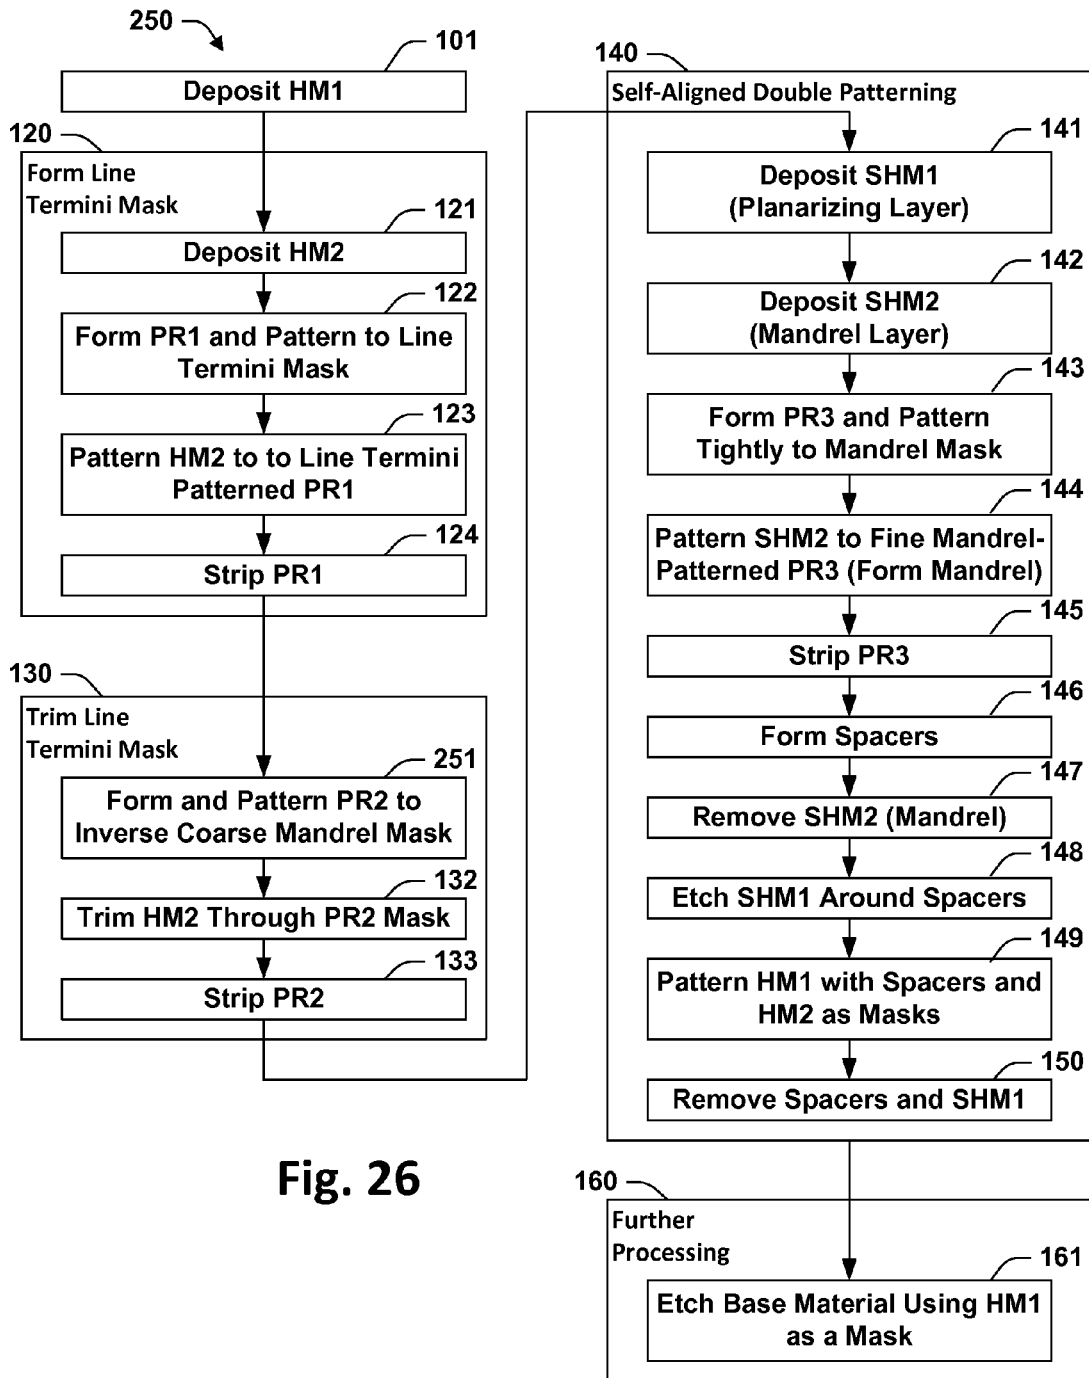 250
101
Deposit HM1
120
Form Line
Termini Mask
121
Deposit HM2
122
Form PR1 and Pattern to Line
Termini Mask
123
Pattern HM2 to to Line Termini
Patterned PR1
124
Strip PR1
130
Trim Line
Termini Mask
251
Form and Pattern PR2 to
Inverse Coarse Mandrel Mask
132
Trim HM2 Through PR2 Mask
133
Strip PR2
140
Self-Aligned Double Patterning
141
Deposit SHM1
(Planarizing Layer)
142
Deposit SHM2
(Mandrel Layer)
143
Form PR3 and Pattern
Tightly to Mandrel Mask
144
Pattern SHM2 to Fine Mandrel-
Patterned PR3 (Form Mandrel)
145
Strip PR3
146
Form Spacers
147
Remove SHM2 (Mandrel)
148
Etch SHM1 Around Spacers
149
Pattern HM1 with Spacers and
HM2 as Masks
150
Remove Spacers and SHM1
160
Further
Processing
161
Etch Base Material Using HM1
as a Mask
Fig. 26